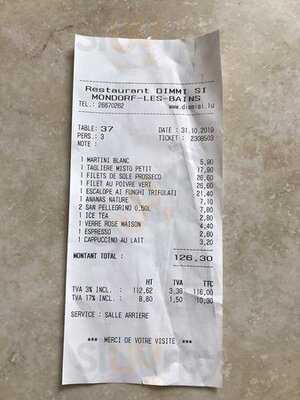 Restaurant DIMMI SI
MONDORF-LES-BAINS
TEL.: 26670262 www.dimmisi.lu
TABLE: 37 DATE : 31.10.2019
PERS.: 3 TICKET : 2308503
NOTE :
1 MARTINI BLANC 5,90
1 TAGLIERE MISTO PETIT 17,90
1 FILETS DE SOLE PROSECCO 26,60
1 FILET AU POIVRE VERT 26,60
1 ESCALOPE AI FUNGHI TRIFOLATI 21,40
1 ANANAS NATURE 7,10
2 SAN PELLEGRINO 0,50L 7,80
1 ICE TEA 2,80
1 VERRE ROSE MAISON 4,40
1 ESPRESSO 2,60
1 CAPPUCCINO AU LAIT 3,20
MONTANT TOTAL : 126,30
HT TVA TTC
TVA 3% INCL. : 112,62 3,38 116,00
TVA 17% INCL. : 8,80 1,50 10,30
SERVICE : SALLE ARRIERE
*** MERCI DE VOTRE VISITE ***